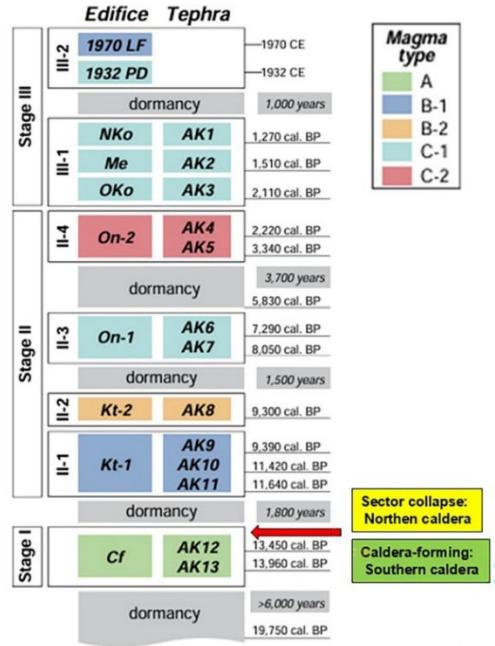 Edifice Tephra
Magma type
A
B-1
B-2
C-1
C-2
Stage III
III-2
1970 LF
1970 CE
1932 PD
1932 CE
dormancy 1,000 years
III-1
NKo AK1 1,270 cal. BP
Me AK2 1,510 cal. BP
OKo AK3 2,110 cal. BP
Stage II
II-4
On-2
AK4 2,220 cal. BP
AK5 3,340 cal. BP
dormancy 3,700 years
5,830 cal. BP
II-3
On-1
AK6 7,290 cal. BP
AK7 8,050 cal. BP
dormancy 1,500 years
II-2
Kt-2 AK8 9,300 cal. BP
II-1
Kt-1
AK9 9,390 cal. BP
AK10 11,420 cal. BP
AK11 11,640 cal. BP
dormancy 1,800 years
Sector collapse:
Northen caldera
Stage I
Cf
AK12 13,450 cal. BP
AK13 13,960 cal. BP
Caldera-forming:
Southern caldera
dormancy >6,000 years
19,750 cal. BP